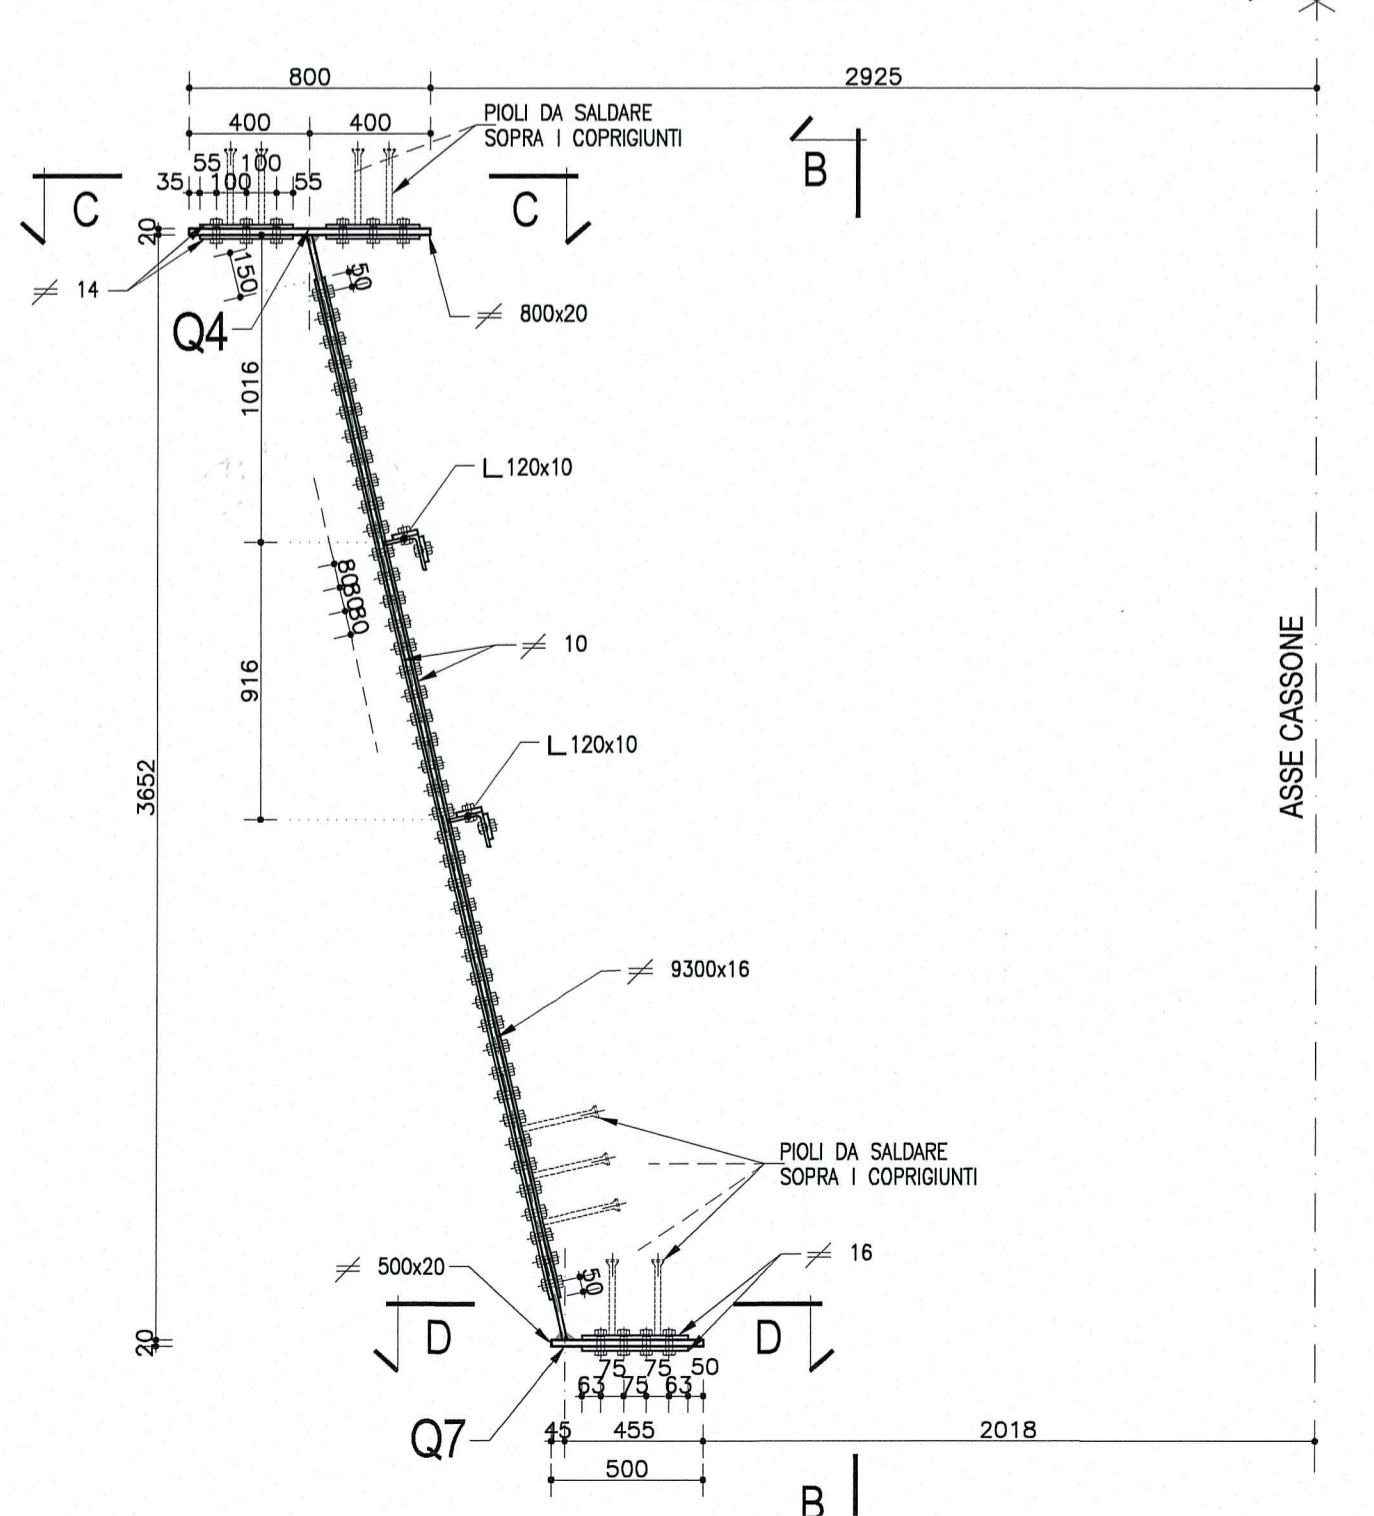 800
2925
400
400
PIOLI DA SALDARE
SOPRA I COPRIGIUNTI
B
55
100
35
100
55
C
C
20
150
50
14
800x20
Q4
1016
120x10
80
80
80
10
916
120x10
3652
ASSE CASSONE
9300x16
PIOLI DA SALDARE
SOPRA I COPRIGIUNTI
16
500x20
50
D
D
20
75
75
50
63
75
63
Q7
45
455
2018
500
B